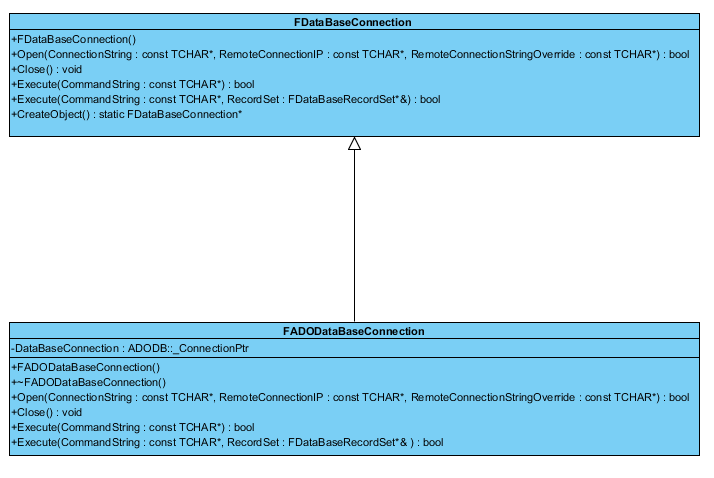 FDataBaseConnection
+FDataBaseConnection()
+Open(ConnectionString : const TCHAR*, RemoteConnectionIP : const TCHAR*, RemoteConnectionStringOverride : const TCHAR*) : bool
+Close() : void
+Execute(CommandString : const TCHAR*) : bool
+Execute(CommandString : const TCHAR*, RecordSet : FDataBaseRecordSet*&) : bool
+CreateObject() : static FDataBaseConnection*
FADODataBaseConnection
-DataBaseConnection : ADODB::_ConnectionPtr
+FADODataBaseConnection()
+~FADODataBaseConnection()
+Open(ConnectionString : const TCHAR*, RemoteConnectionIP : const TCHAR*, RemoteConnectionStringOverride : const TCHAR*) : bool
+Close() : void
+Execute(CommandString : const TCHAR*) : bool
+Execute(CommandString : const TCHAR*, RecordSet : FDataBaseRecordSet*& ) : bool